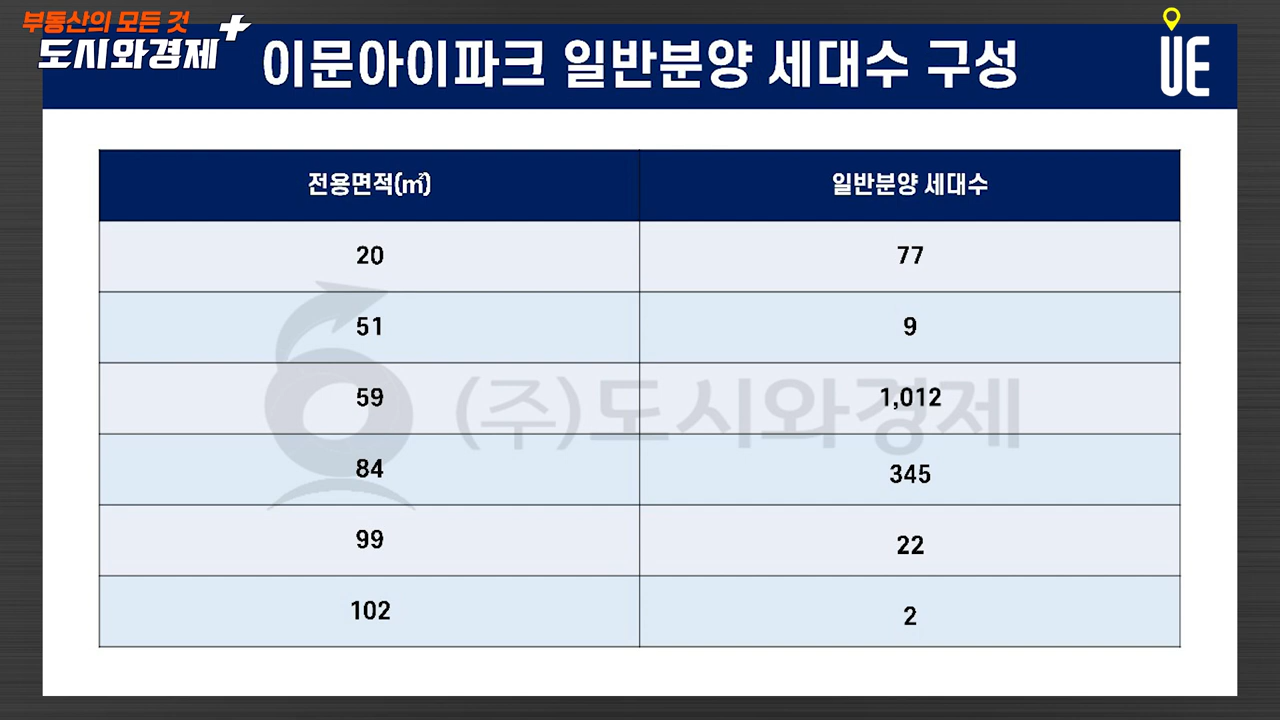 부동산의 모든 것
도시와경제+
이문아이파크 일반분양 세대수 구성
UE
전용면적(㎡) 일반분양 세대수
20 77
51 9
59 1,012
84 345
99 22
102 2
(주)도시와경제